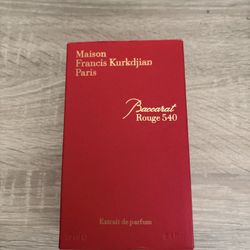 Maison
Francis Kurkdjian
Paris
Baccarat
Rouge 540
Extrait de parfum